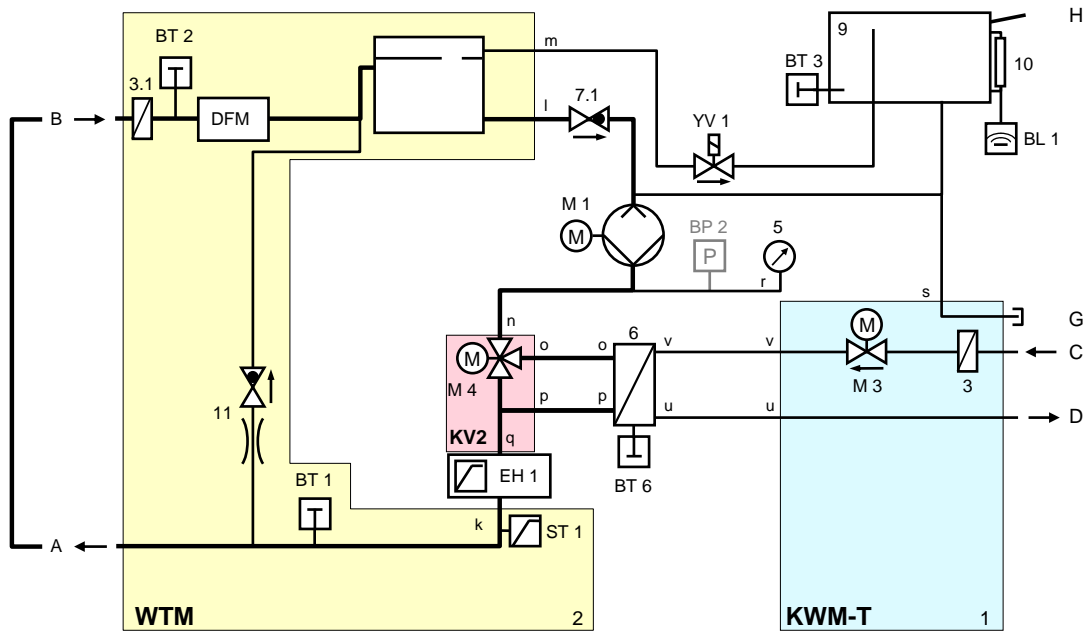 H
m
9
BT 2
BT 3
10
3.1
l
7.1
YV 1
B
DFM
BL 1
M 1
M
BP 2
P
5
r
s
n
M
G
6
M
o
o
v
v
C
M 4
M 3
3
11
p
p
u
u
D
KV2
q
BT 1
EH 1
BT 6
k
ST 1
A
WTM
2
KWM-T
1